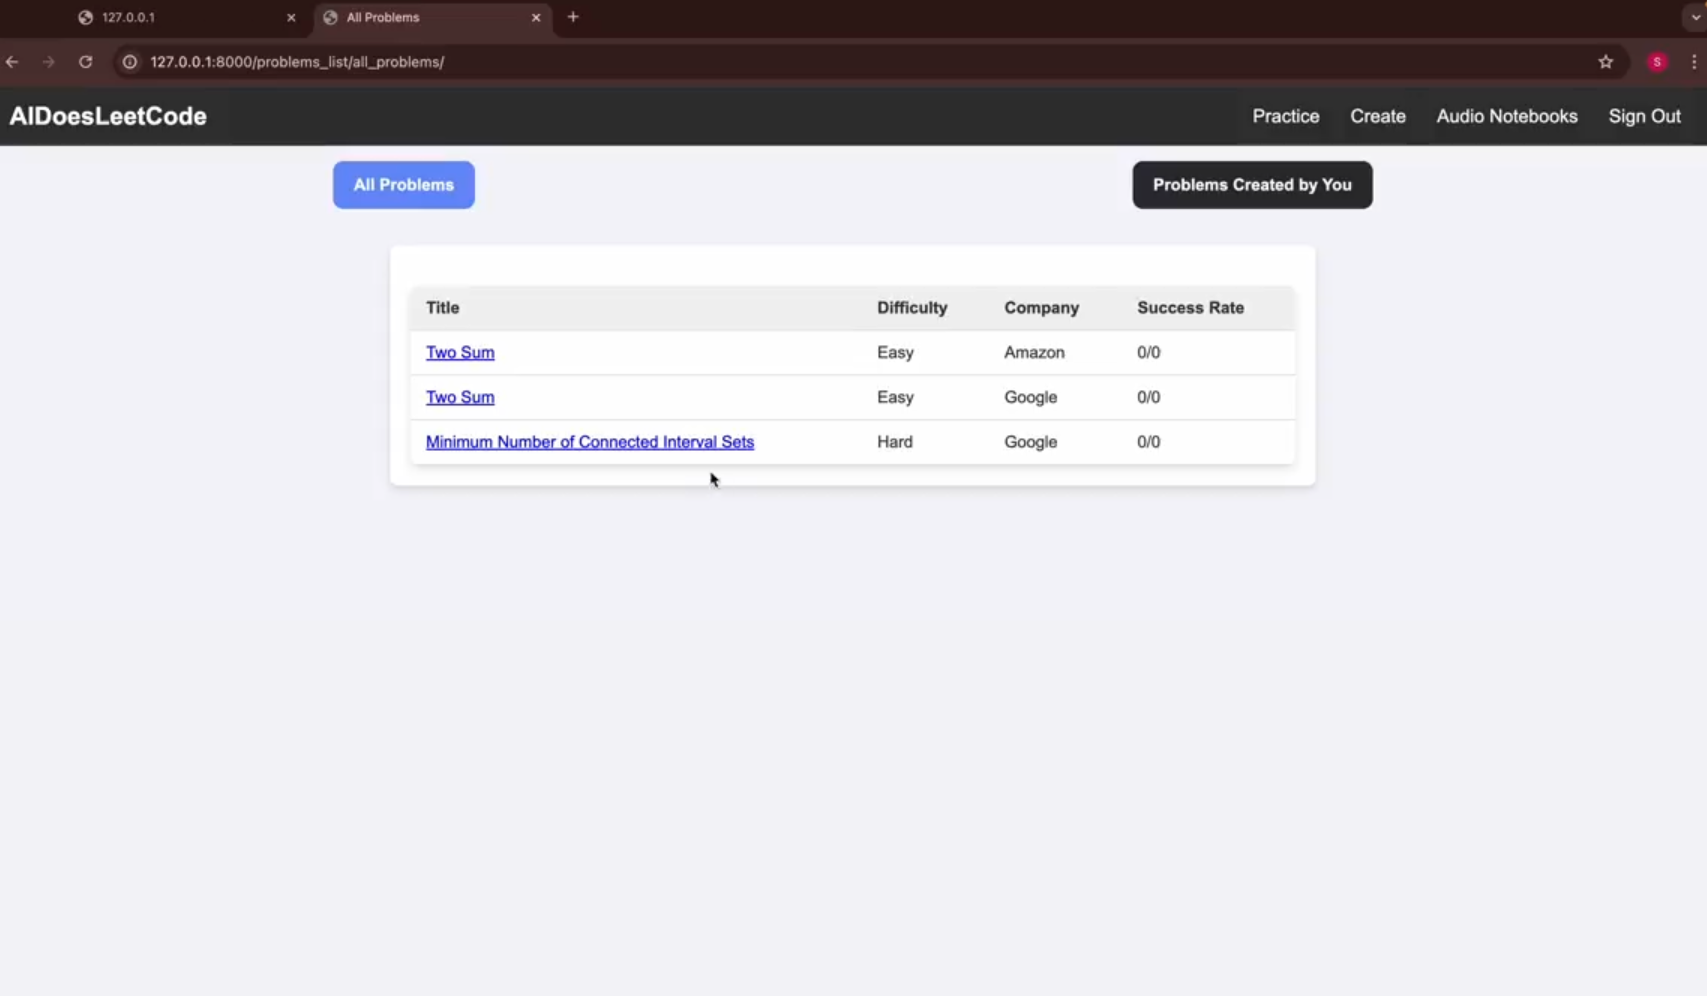 127.0.0.1
All Problems
127.0.0.1:8000/problems_list/all_problems/
S
AIDoesLeetCode
Practice Create Audio Notebooks Sign Out
All Problems
Problems Created by You
Title Difficulty Company Success Rate
Two Sum Easy Amazon 0/0
Two Sum Easy Google 0/0
Minimum Number of Connected Interval Sets Hard Google 0/0